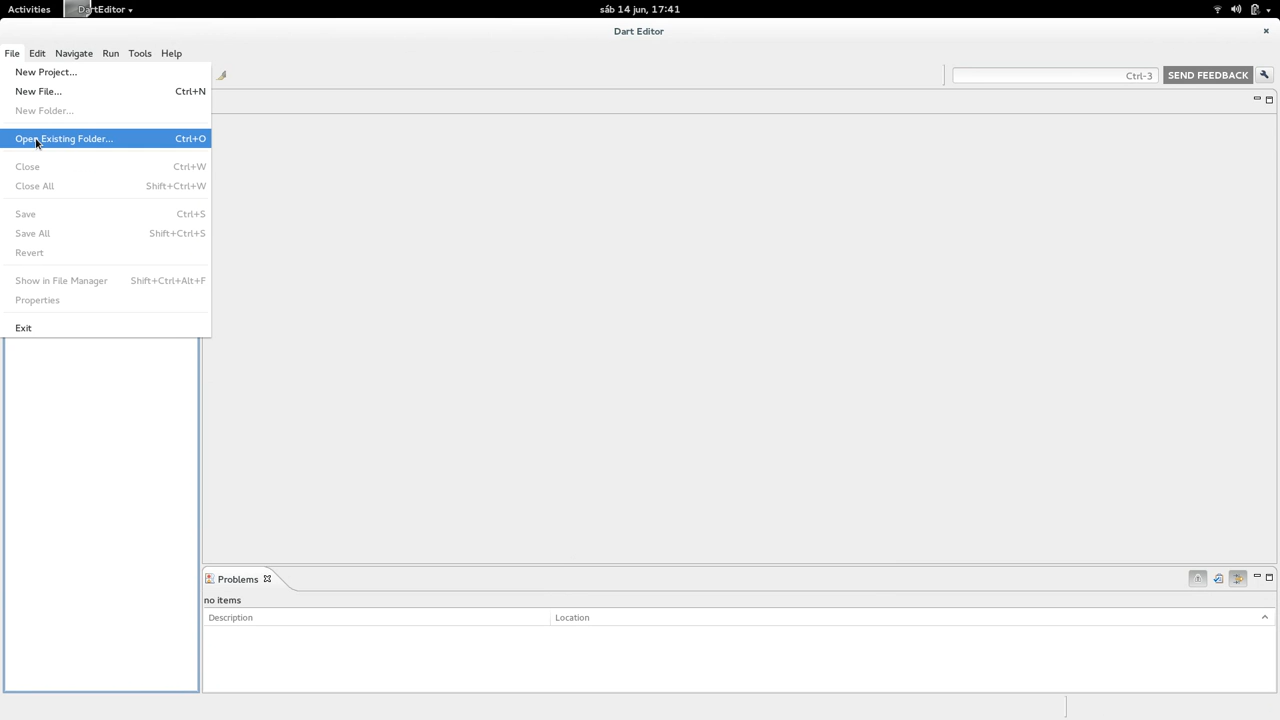 Activities DartEditor sáb 14 jun, 17:41
Dart Editor
File Edit Navigate Run Tools Help
New Project...
Ctrl-3 SEND FEEDBACK
New File... Ctrl+N
New Folder...
Open Existing Folder... Ctrl+O
Close Ctrl+W
Close All Shift+Ctrl+W
Save Ctrl+S
Save All Shift+Ctrl+S
Revert
Show in File Manager Shift+Ctrl+Alt+F
Properties
Exit
Problems
no items
Description Location